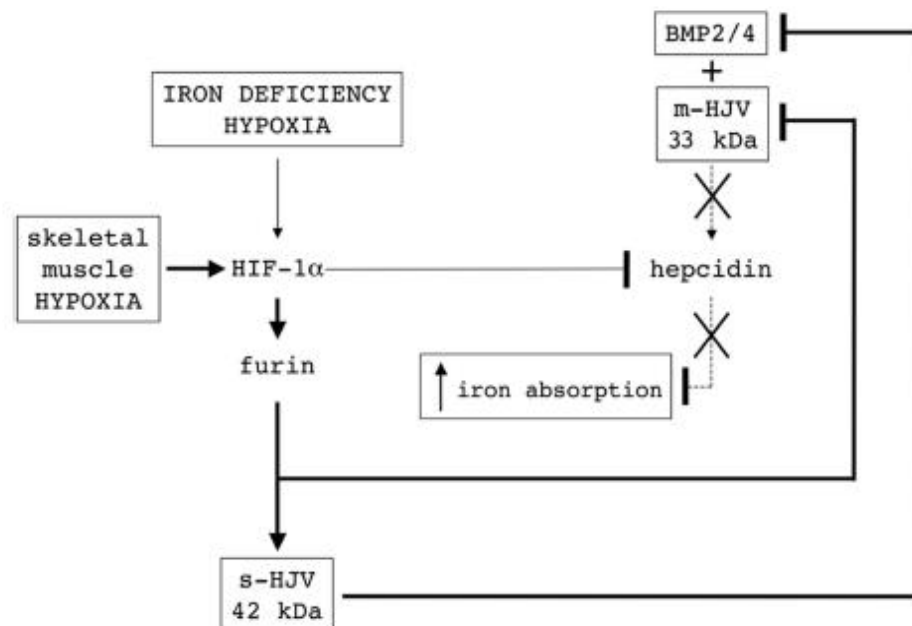 BMP2/4
+
m-HJV
33 kDa
IRON DEFICIENCY
HYPOXIA
skeletal
muscle
HYPOXIA
HIF-1α
hepcidin
furin
iron absorption
s-HJV
42 kDa